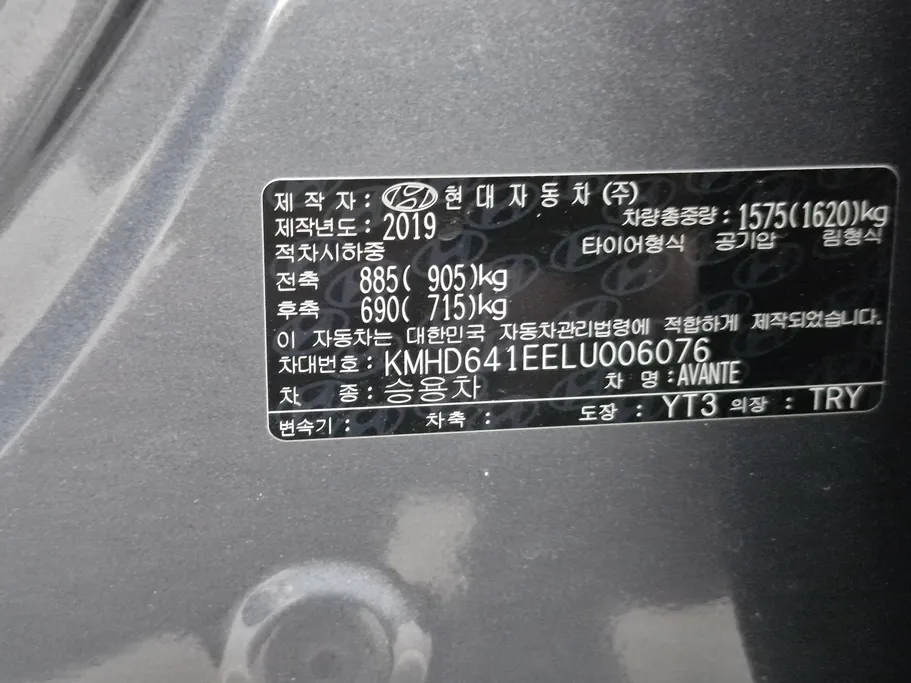 제 작 자 : 현 대 자 동 차 (주)
제작년도 : 2019 차량총중량 : 1575(1620)kg
적차시하중 타이어형식 공기압 림형식
전축 885( 905)kg
후축 690( 715)kg
이 자동차는 대한민국 자동차관리법령에 적합하게 제작되었습니다.
차대번호 : KMHD641EELU006076
차 종 : 승용차 차 명 : AVANTE
변속기 : 차축 : 도장 : YT3 의장 : TRY